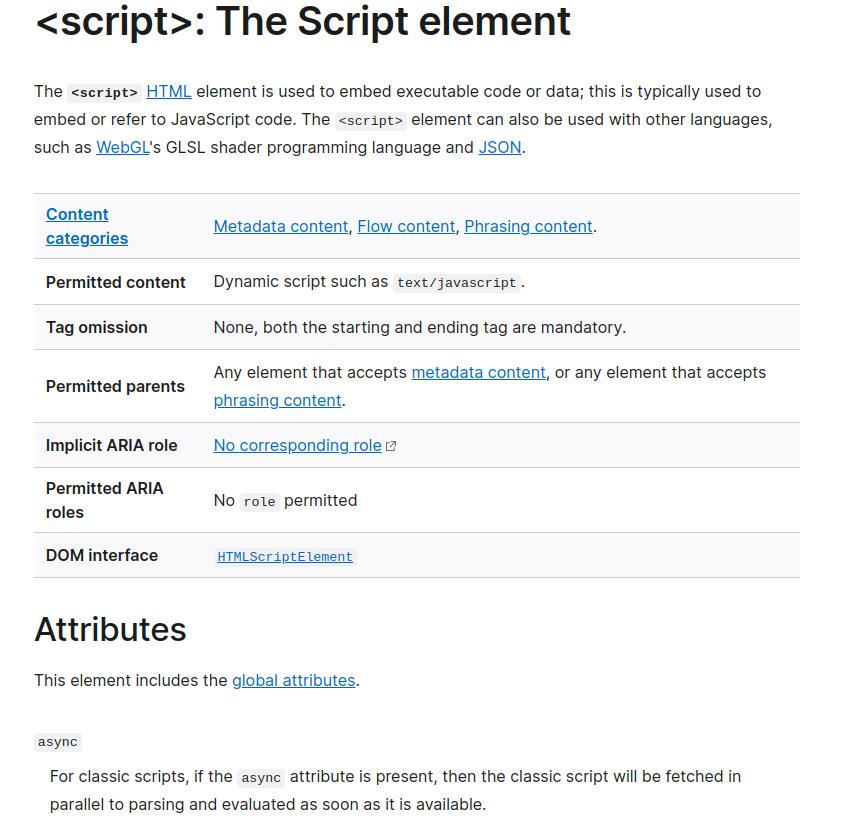 <script>: The Script element
The <script> HTML element is used to embed executable code or data; this is typically used to
embed or refer to JavaScript code. The <script> element can also be used with other languages,
such as WebGL's GLSL shader programming language and JSON.
Content
categories
Metadata content, Flow content, Phrasing content.
Permitted content
Dynamic script such as text/javascript.
Tag omission
None, both the starting and ending tag are mandatory.
Permitted parents
Any element that accepts metadata content, or any element that accepts
phrasing content.
Implicit ARIA role
No corresponding role
Permitted ARIA
roles
No role permitted
DOM interface
HTMLScriptElement
Attributes
This element includes the global attributes.
async
For classic scripts, if the async attribute is present, then the classic script will be fetched in
parallel to parsing and evaluated as soon as it is available.